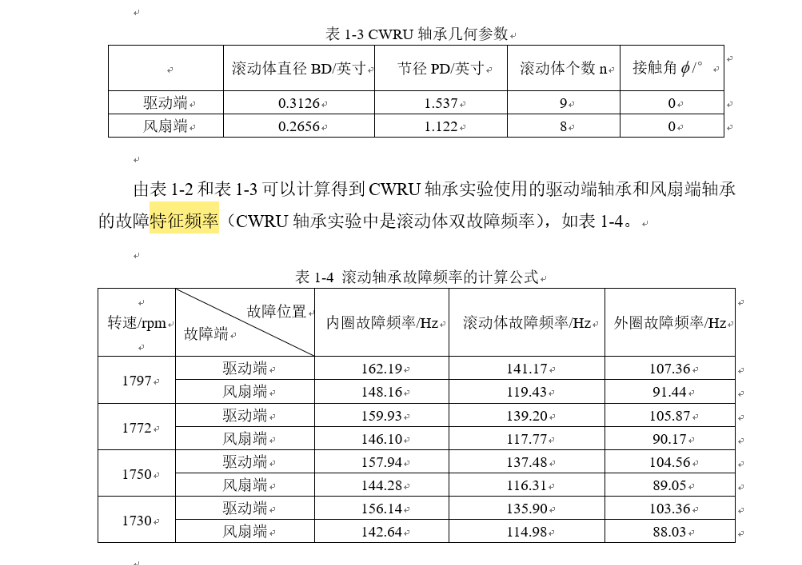 表 1-3 CWRU 轴承几何参数
滚动体直径 BD/英寸 节径 PD/英寸 滚动体个数 n 接触角 ϕ/°
驱动端 0.3126 1.537 9 0
风扇端 0.2656 1.122 8 0
由表 1-2 和表 1-3 可以计算得到 CWRU 轴承实验使用的驱动端轴承和风扇端轴承
的故障特征频率（CWRU 轴承实验中是滚动体双故障频率），如表 1-4。
表 1-4 滚动轴承故障频率的计算公式
转速/rpm 故障位置 故障端 内圈故障频率/Hz 滚动体故障频率/Hz 外圈故障频率/Hz
1797 驱动端 162.19 141.17 107.36
风扇端 148.16 119.43 91.44
1772 驱动端 159.93 139.20 105.87
风扇端 146.10 117.77 90.17
1750 驱动端 157.94 137.48 104.56
风扇端 144.28 116.31 89.05
1730 驱动端 156.14 135.90 103.36
风扇端 142.64 114.98 88.03